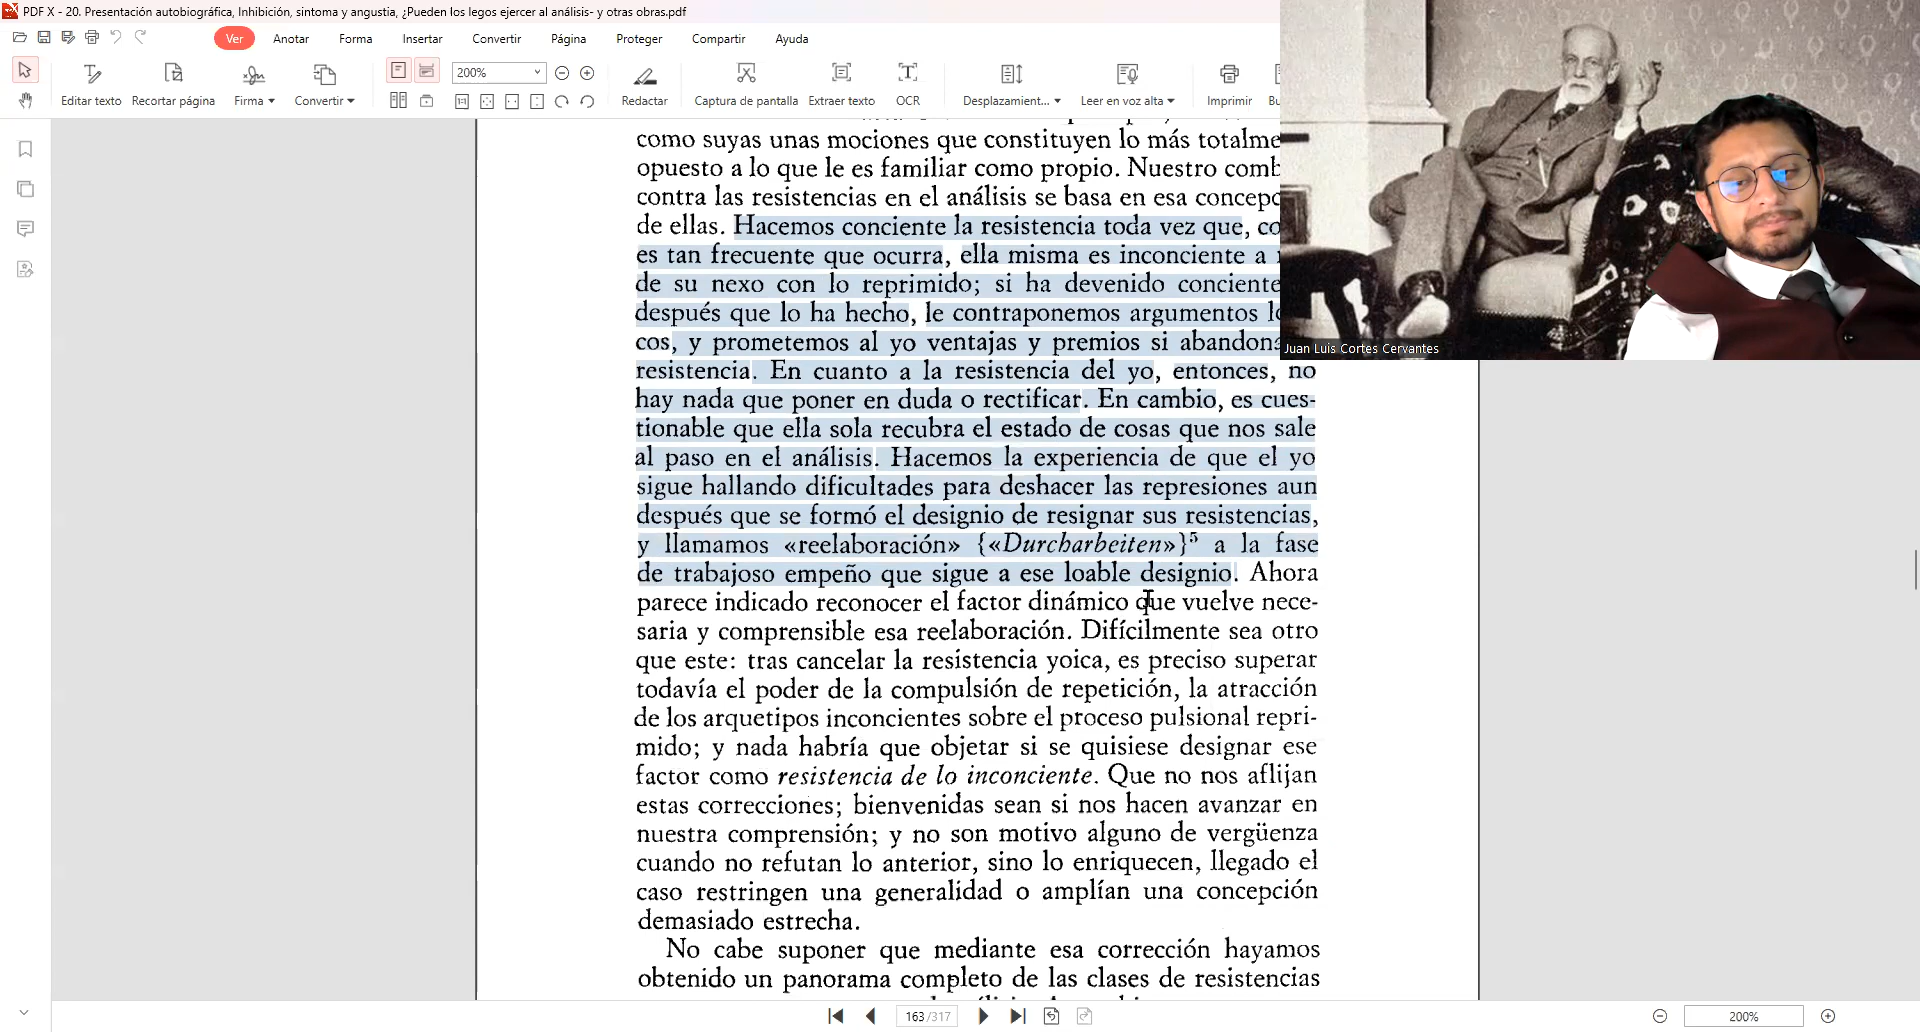 PDF X - 20. Presentación autobiográfica, Inhibición, sintoma y angustia, ¿Pueden los legos ejercer al análisis- y otras obras.pdf
Ver Anotar Forma Insertar Convertir Página Proteger Compartir Ayuda
200%
Editar texto Recortar página Firma Convertir Redactar Captura de pantalla Extraer texto OCR Desplazamient... Leer en voz alta Imprimir Bu
como suyas unas mociones que constituyen lo más totalme
opuesto a lo que le es familiar como propio. Nuestro comb
contra las resistencias en el análisis se basa en esa concepc
de ellas. Hacemos conciente la resistencia toda vez que, co
es tan frecuente que ocurra, ella misma es inconciente a
de su nexo con lo reprimido; si ha devenido conciente
después que lo ha hecho, le contraponemos argumentos
cos, y prometemos al yo ventajas y premios si abandona
resistencia. En cuanto a la resistencia del yo, entonces, no
hay nada que poner en duda o rectificar. En cambio, es cues-
tionable que ella sola recubra el estado de cosas que nos sale
al paso en el análisis. Hacemos la experiencia de que el yo
sigue hallando dificultades para deshacer las represiones aun
después que se formó el designio de resignar sus resistencias,
y llamamos «reelaboración» {«Durcharbeiten»}⁵ a la fase
de trabajoso empeño que sigue a ese loable designio. Ahora
parece indicado reconocer el factor dinámico que vuelve nece-
saria y comprensible esa reelaboración. Difícilmente sea otro
que este: tras cancelar la resistencia yoica, es preciso superar
todavía el poder de la compulsión de repetición, la atracción
de los arquetipos inconcientes sobre el proceso pulsional repri-
mido; y nada habría que objetar si se quisiese designar ese
factor como resistencia de lo inconciente. Que no nos aflijan
estas correcciones; bienvenidas sean si nos hacen avanzar en
nuestra comprensión; y no son motivo alguno de vergüenza
cuando no refutan lo anterior, sino lo enriquecen, llegado el
caso restringen una generalidad o amplían una concepción
demasiado estrecha.
No cabe suponer que mediante esa corrección hayamos
obtenido un panorama completo de las clases de resistencias
Juan Luis Cortes Cervantes
163 /317
200%